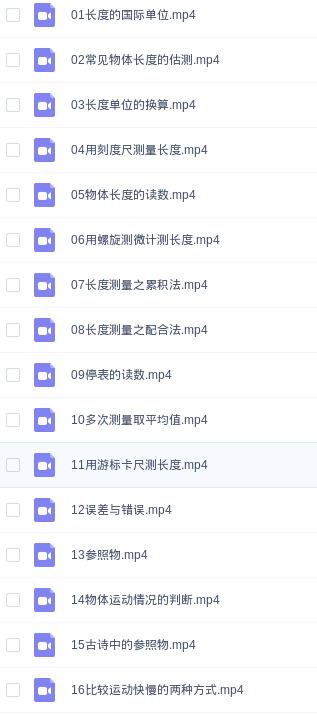 01长度的国际单位.mp4
02常见物体长度的估测.mp4
03长度单位的换算.mp4
04用刻度尺测量长度.mp4
05物体长度的读数.mp4
06用螺旋测微计测长度.mp4
07长度测量之累积法.mp4
08长度测量之配合法.mp4
09停表的读数.mp4
10多次测量取平均值.mp4
11用游标卡尺测长度.mp4
12误差与错误.mp4
13参照物.mp4
14物体运动情况的判断.mp4
15古诗中的参照物.mp4
16比较运动快慢的两种方式.mp4